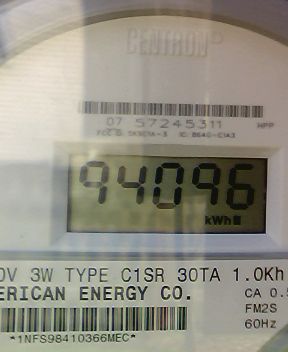 CENTRON®
07 57245311
HPP
94096
kWh
0V 3W TYPE C1SR 30TA 1.0Kh
ERICAN ENERGY CO.
CA 0.5
FM2S
60Hz
*1NFS98410366MEC*